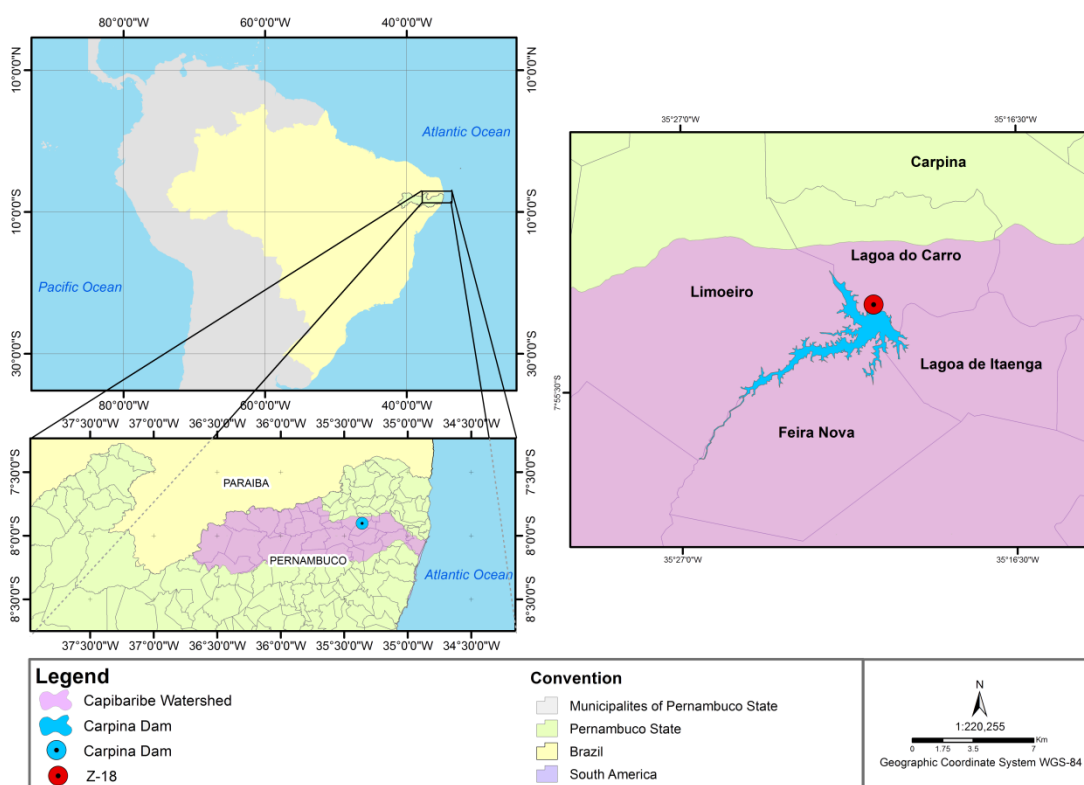 80°0'0"W
60°0'0"W
40°0'0"W
10°0'0"N
10°0'0"S
30°0'0"S
Atlantic Ocean
Pacific Ocean
10°0'0"N
10°0'0"S
30°0'0"S
80°0'0"W
60°0'0"W
40°0'0"W
37°30'0"W
37°0'0"W
36°30'0"W
36°0'0"W
35°30'0"W
35°0'0"W
34°30'0"W
7°30'0"S
8°0'0"S
8°30'0"S
PARAIBA
PERNAMBUCO
Atlantic Ocean
7°30'0"S
8°0'0"S
8°30'0"S
37°30'0"W
37°0'0"W
36°30'0"W
36°0'0"W
35°30'0"W
35°0'0"W
34°30'0"W
35°27'0"W
35°16'30"W
Carpina
Lagoa do Carro
Limoeiro
Lagoa de Itaenga
7°55'30"S
Feira Nova
35°27'0"W
35°16'30"W
Legend
Capibaribe Watershed
Carpina Dam
Carpina Dam
Z-18
Convention
Municipalites of Pernambuco State
Pernambuco State
Brazil
South America
N
1:220,255
Km
0 1.75 3.5 7
Geographic Coordinate System WGS-84